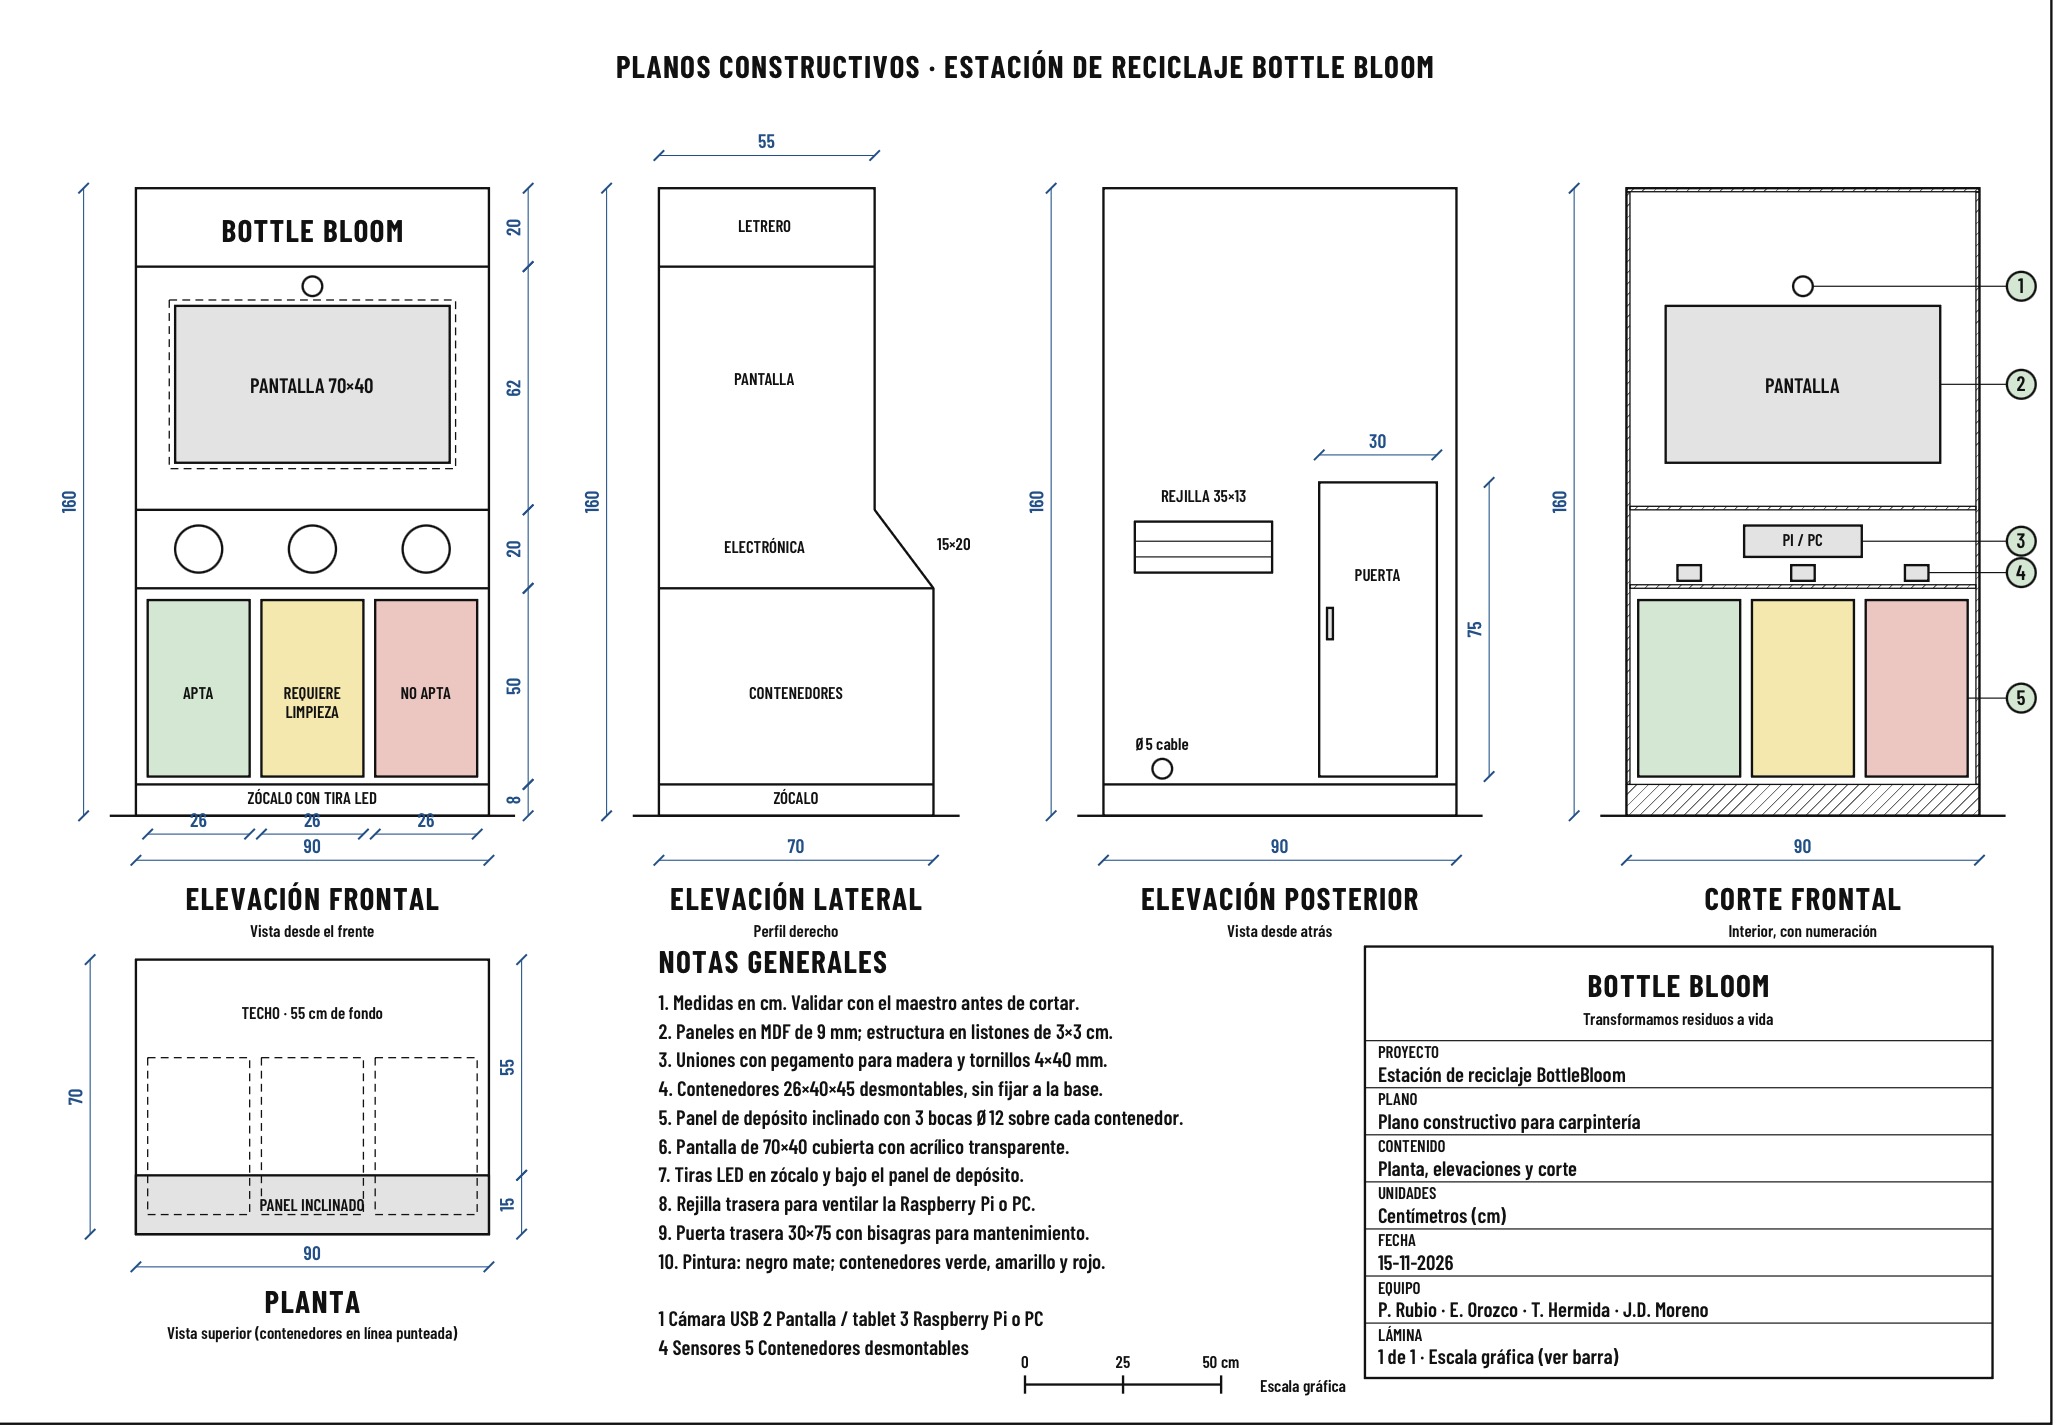 PLANOS CONSTRUCTIVOS · ESTACIÓN DE RECICLAJE BOTTLE BLOOM
BOTTLE BLOOM
PANTALLA 70×40
APTA
REQUIERE
LIMPIEZA
NO APTA
ZÓCALO CON TIRA LED
160
20
62
20
50
8
26
26
26
90
ELEVACIÓN FRONTAL
Vista desde el frente
55
LETRERO
PANTALLA
ELECTRÓNICA
15×20
CONTENEDORES
ZÓCALO
160
70
ELEVACIÓN LATERAL
Perfil derecho
160
30
REJILLA 35×13
PUERTA
75
Ø5 cable
90
ELEVACIÓN POSTERIOR
Vista desde atrás
160
1
PANTALLA
2
PI / PC
3
4
5
90
CORTE FRONTAL
Interior, con numeración
TECHO · 55 cm de fondo
70
55
PANEL INCLINADO
15
90
PLANTA
Vista superior (contenedores en línea punteada)
NOTAS GENERALES
1. Medidas en cm. Validar con el maestro antes de cortar.
2. Paneles en MDF de 9 mm; estructura en listones de 3×3 cm.
3. Uniones con pegamento para madera y tornillos 4×40 mm.
4. Contenedores 26×40×45 desmontables, sin fijar a la base.
5. Panel de depósito inclinado con 3 bocas Ø12 sobre cada contenedor.
6. Pantalla de 70×40 cubierta con acrílico transparente.
7. Tiras LED en zócalo y bajo el panel de depósito.
8. Rejilla trasera para ventilar la Raspberry Pi o PC.
9. Puerta trasera 30×75 con bisagras para mantenimiento.
10. Pintura: negro mate; contenedores verde, amarillo y rojo.
1 Cámara USB 2 Pantalla / tablet 3 Raspberry Pi o PC
4 Sensores 5 Contenedores desmontables
0 25 50 cm
Escala gráfica
BOTTLE BLOOM
Transformamos residuos a vida
PROYECTO
Estación de reciclaje BottleBloom
PLANO
Plano constructivo para carpintería
CONTENIDO
Planta, elevaciones y corte
UNIDADES
Centímetros (cm)
FECHA
15-11-2026
EQUIPO
P. Rubio · E. Orozco · T. Hermida · J.D. Moreno
LÁMINA
1 de 1 · Escala gráfica (ver barra)